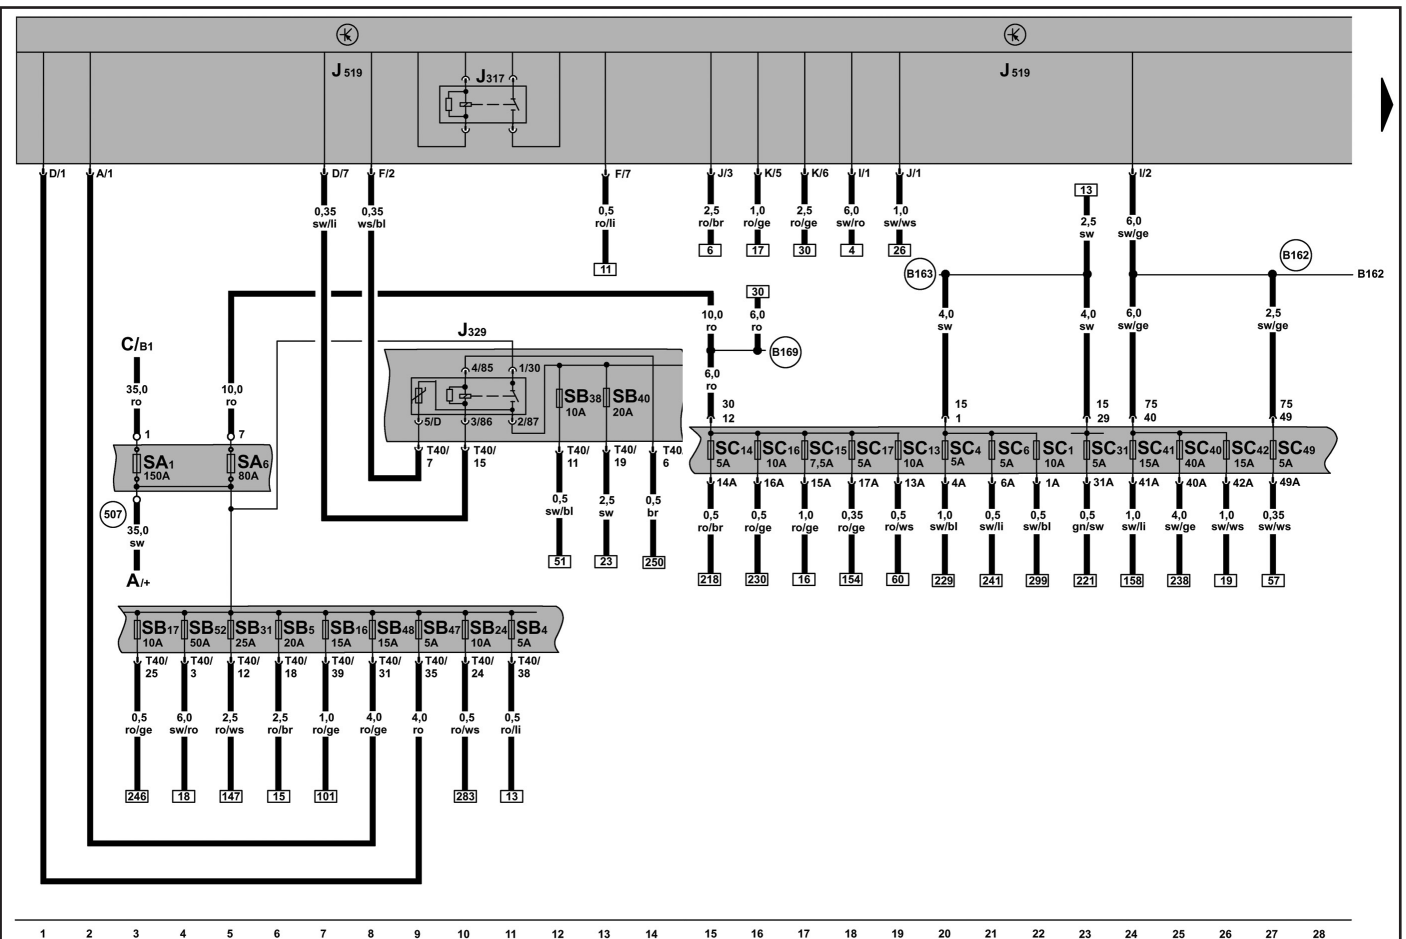 J519
J317
J519
D/1
A/1
D/7
F/2
F/7
J/3
K/5
K/6
I/1
J/1
I/2
0,35
sw/li
0,35
ws/bl
0,5
ro/li
11
2,5
ro/br
6
1,0
ro/ge
17
2,5
ro/ge
30
6,0
sw/ro
4
1,0
sw/ws
26
13
2,5
sw
6,0
sw/ge
B163
B162
B162
4,0
sw
4,0
sw
6,0
sw/ge
2,5
sw/ge
30
10,0
ro
6,0
ro
B169
6,0
ro
C/B1
35,0
ro
10,0
ro
1
7
SA1
150A
SA6
80A
507
35,0
sw
A/+
J329
4/85
1/30
5/D
3/86
2/87
SB38
10A
SB40
20A
T40/
7
T40/
15
T40/
11
T40/
19
T40
6
0,5
sw/bl
2,5
sw
0,5
br
51
23
250
30
12
15
1
15
29
75
40
75
49
SC14
5A
SC16
10A
SC15
7,5A
SC17
5A
SC13
10A
SC4
5A
SC6
5A
SC1
10A
SC31
5A
SC41
15A
SC40
40A
SC42
15A
SC49
5A
14A
16A
15A
17A
13A
4A
6A
1A
31A
41A
40A
42A
49A
0,5
ro/br
0,5
ro/ge
1,0
ro/ge
0,35
ro/ge
0,5
ro/ws
1,0
sw/bl
0,5
sw/li
0,5
sw/bl
0,5
gn/sw
1,0
sw/li
4,0
sw/ge
1,0
sw/ws
0,35
sw/ws
218
230
16
154
60
229
241
299
221
158
238
19
57
SB17
10A
SB52
50A
SB31
25A
SB5
20A
SB16
15A
SB48
15A
SB47
5A
SB24
10A
SB4
5A
T40/
25
T40/
3
T40/
12
T40/
18
T40/
39
T40/
31
T40/
35
T40/
24
T40/
38
0,5
ro/ge
6,0
sw/ro
2,5
ro/ws
2,5
ro/br
1,0
ro/ge
4,0
ro/ge
4,0
ro
0,5
ro/ws
0,5
ro/li
246
18
147
15
101
283
13
1 2 3 4 5 6 7 8 9 10 11 12 13 14 15 16 17 18 19 20 21 22 23 24 25 26 27 28